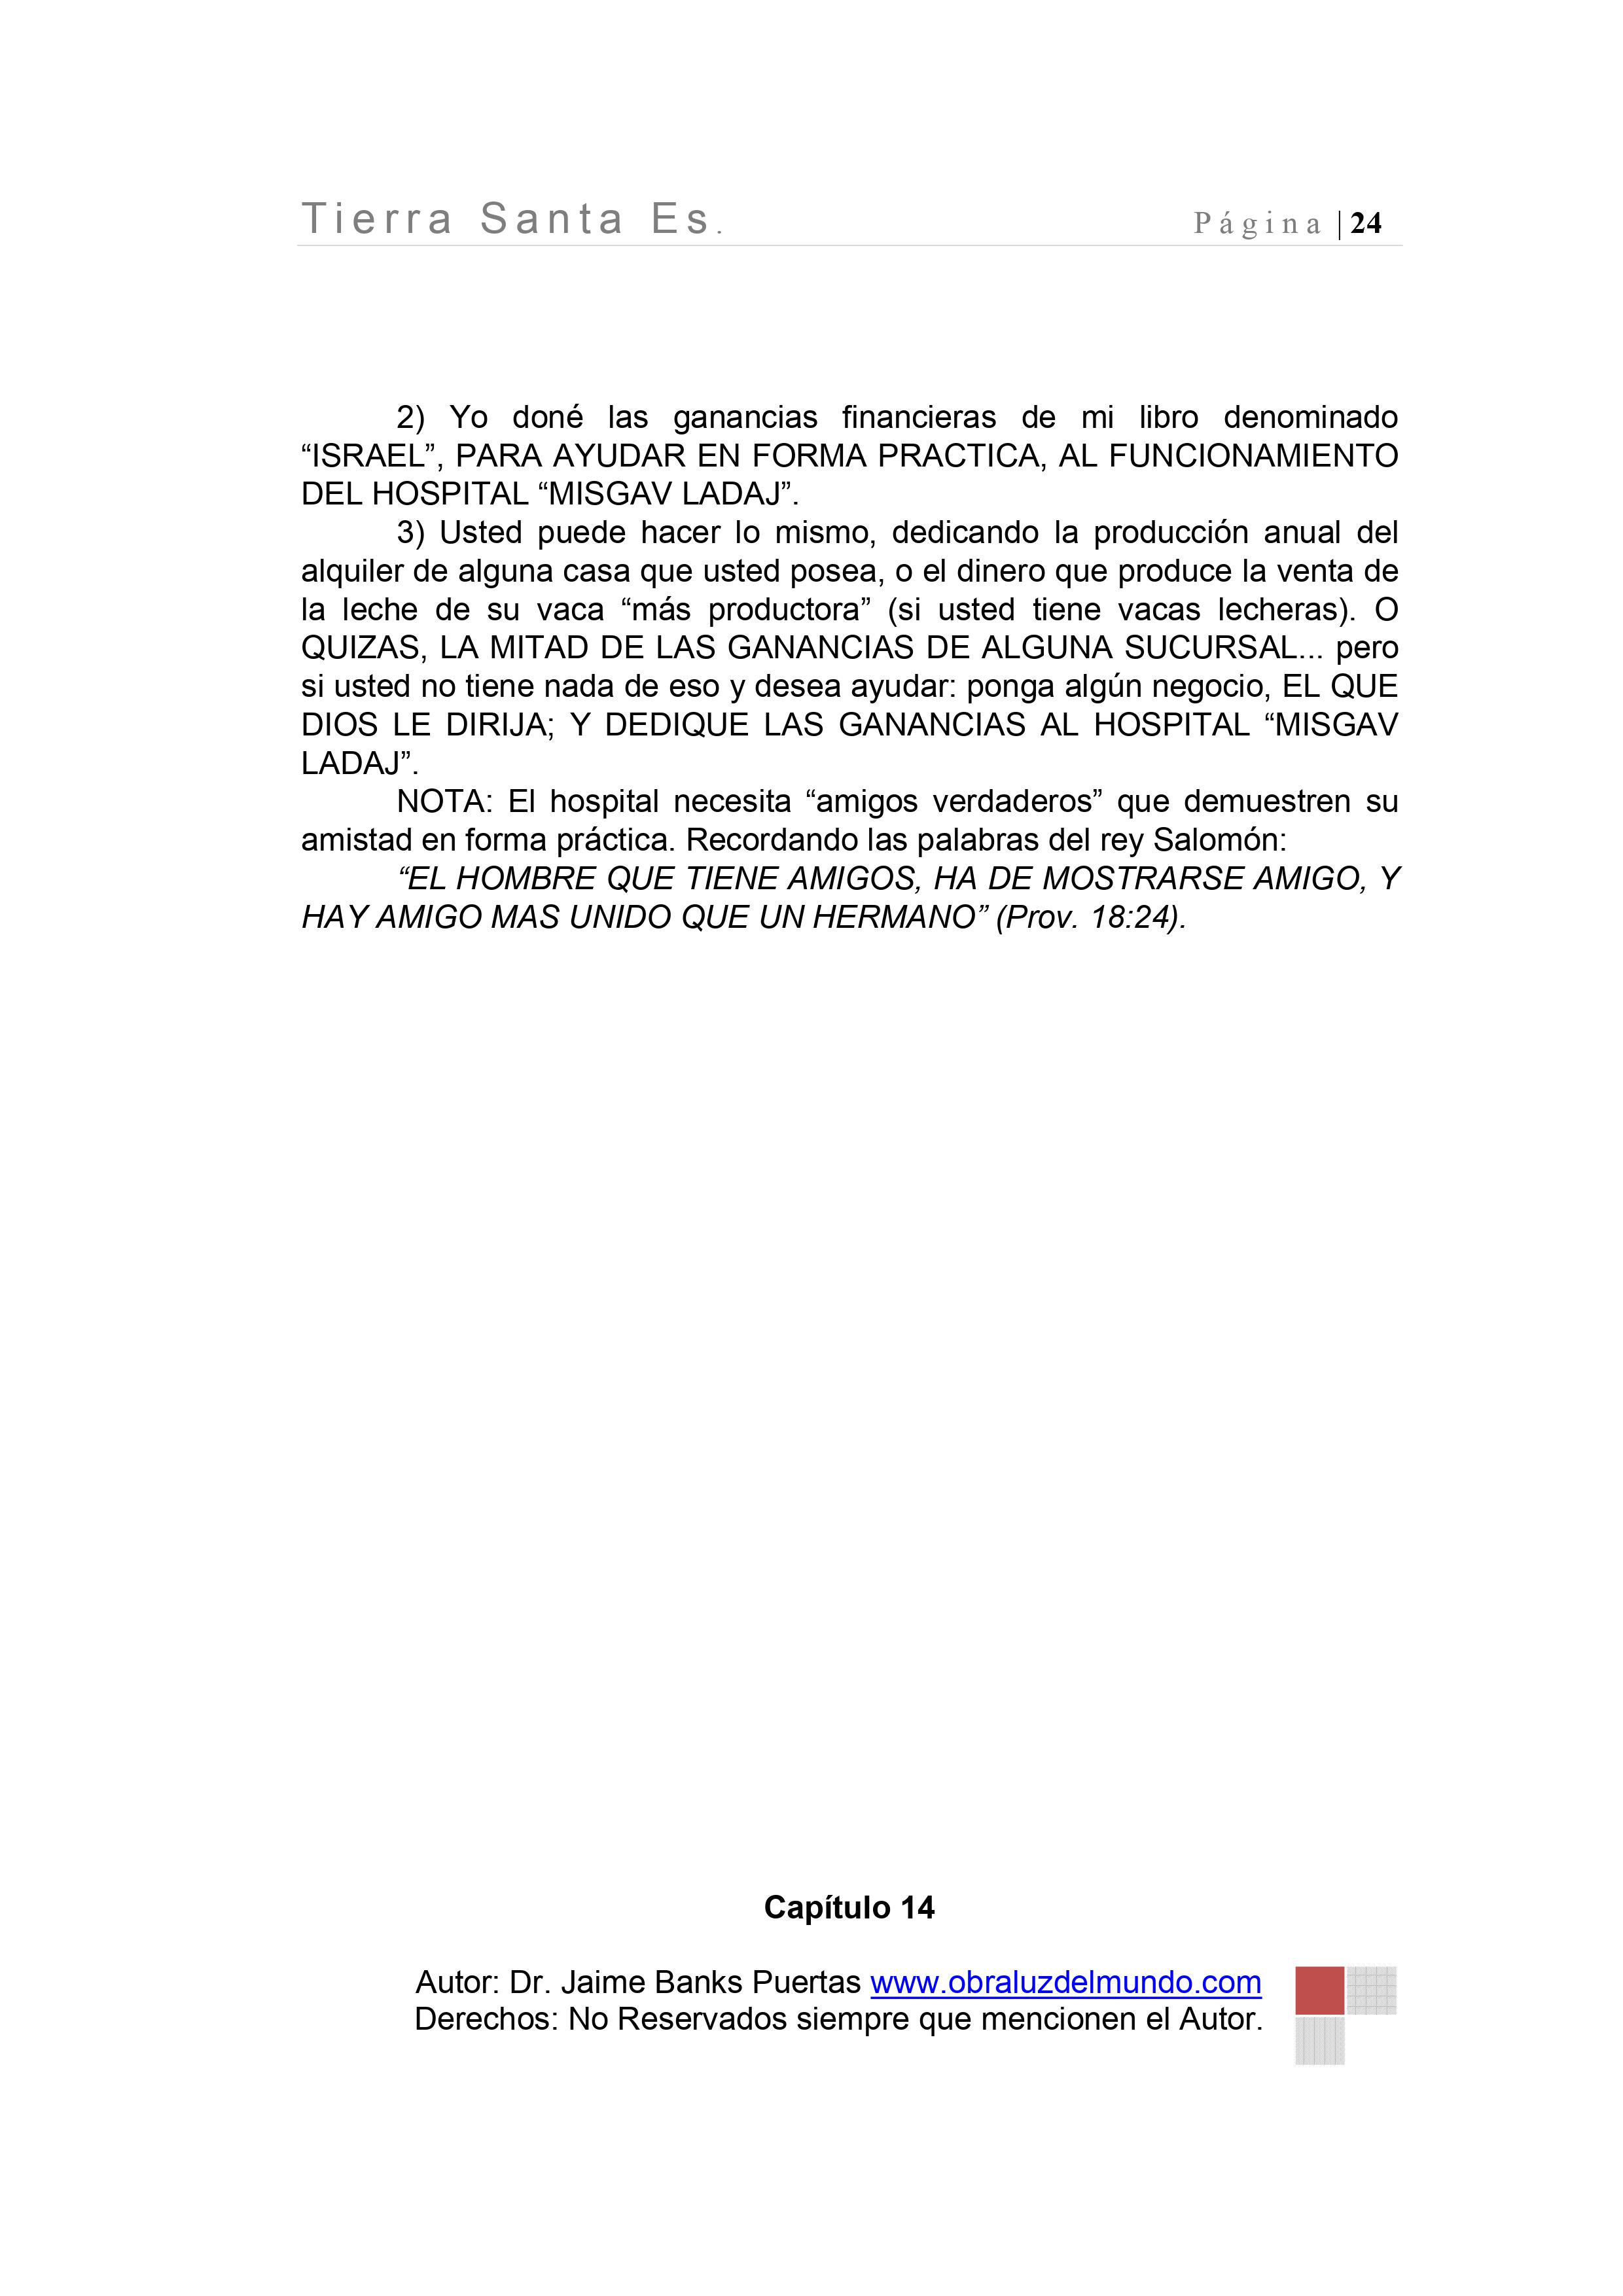 Tierra Santa Es.
Página | 24
2) Yo doné las ganancias financieras de mi libro denominado
“ISRAEL”, PARA AYUDAR EN FORMA PRACTICA, AL FUNCIONAMIENTO
DEL HOSPITAL “MISGAV LADAJ”.
3) Usted puede hacer lo mismo, dedicando la producción anual del
alquiler de alguna casa que usted posea, o el dinero que produce la venta de
la leche de su vaca “más productora” (si usted tiene vacas lecheras). O
QUIZAS, LA MITAD DE LAS GANANCIAS DE ALGUNA SUCURSAL... pero
si usted no tiene nada de eso y desea ayudar: ponga algún negocio, EL QUE
DIOS LE DIRIJA; Y DEDIQUE LAS GANANCIAS AL HOSPITAL “MISGAV
LADAJ”.
NOTA: El hospital necesita “amigos verdaderos” que demuestren su
amistad en forma práctica. Recordando las palabras del rey Salomón:
“EL HOMBRE QUE TIENE AMIGOS, HA DE MOSTRARSE AMIGO, Y
HAY AMIGO MAS UNIDO QUE UN HERMANO” (Prov. 18:24).
Capítulo 14
Autor: Dr. Jaime Banks Puertas www.obraluzdelmundo.com
Derechos: No Reservados siempre que mencionen el Autor.